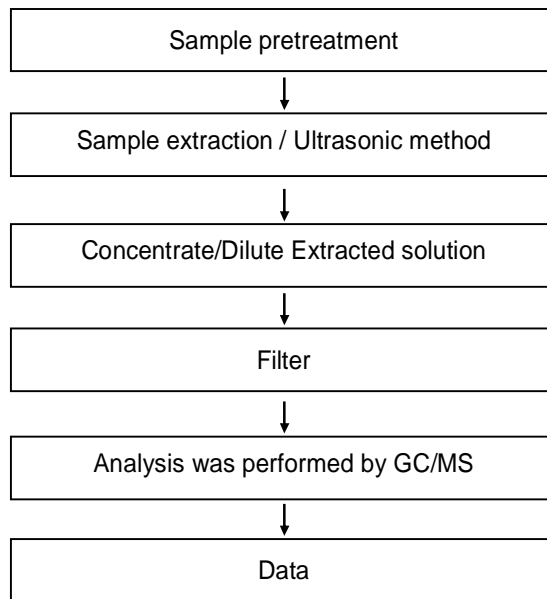 Sample pretreatment
Sample extraction / Ultrasonic method
Concentrate/Dilute Extracted solution
Filter
Analysis was performed by GC/MS
Data